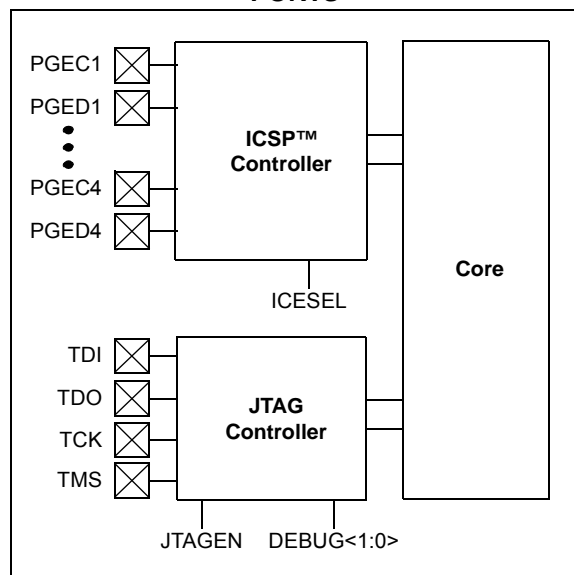 PGEC1
PGED1
PGEC4
PGED4
ICSP™
Controller
Core
ICESEL
TDI
TDO
TCK
TMS
JTAG
Controller
JTAGEN DEBUG<1:0>